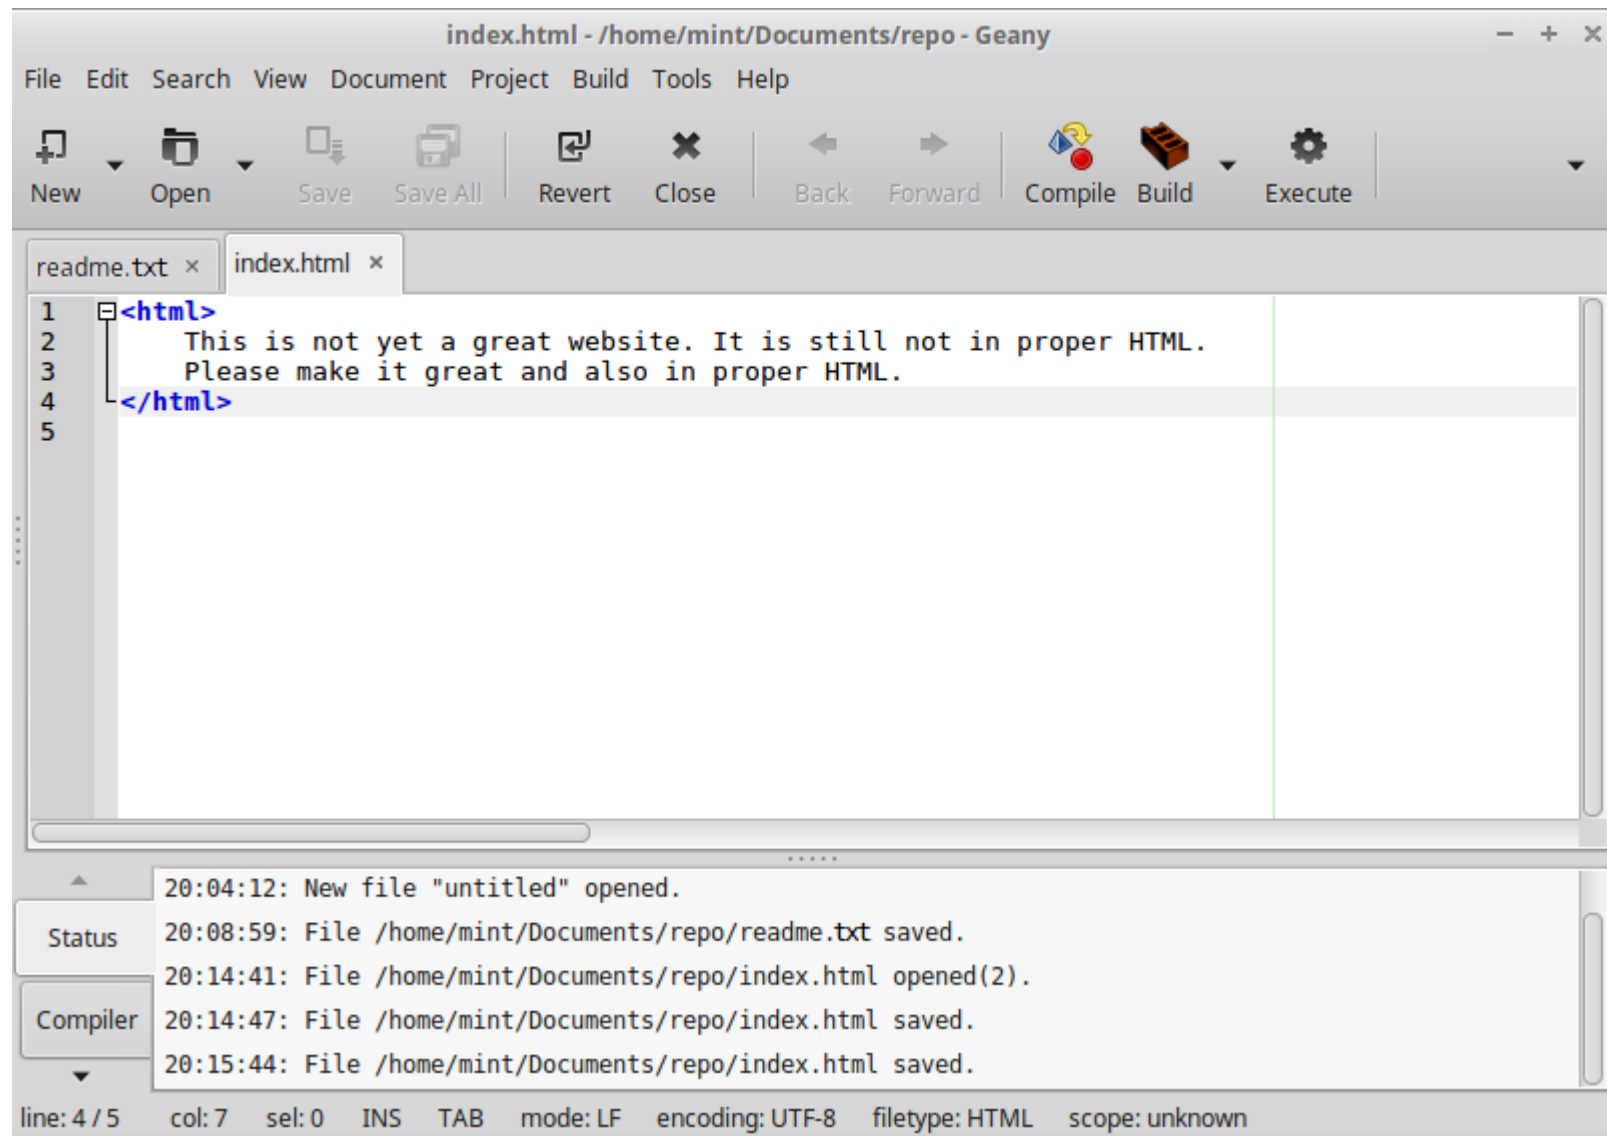 index.html - /home/mint/Documents/repo - Geany
File Edit Search View Document Project Build Tools Help
New Open Save Save All Revert Close Back Forward Compile Build Execute
readme.txt index.html
1 <html>
2 This is not yet a great website. It is still not in proper HTML.
3 Please make it great and also in proper HTML.
4 </html>
5
20:04:12: New file "untitled" opened.
Status
20:08:59: File /home/mint/Documents/repo/readme.txt saved.
20:14:41: File /home/mint/Documents/repo/index.html opened(2).
Compiler
20:14:47: File /home/mint/Documents/repo/index.html saved.
20:15:44: File /home/mint/Documents/repo/index.html saved.
line: 4 / 5 col: 7 sel: 0 INS TAB mode: LF encoding: UTF-8 filetype: HTML scope: unknown